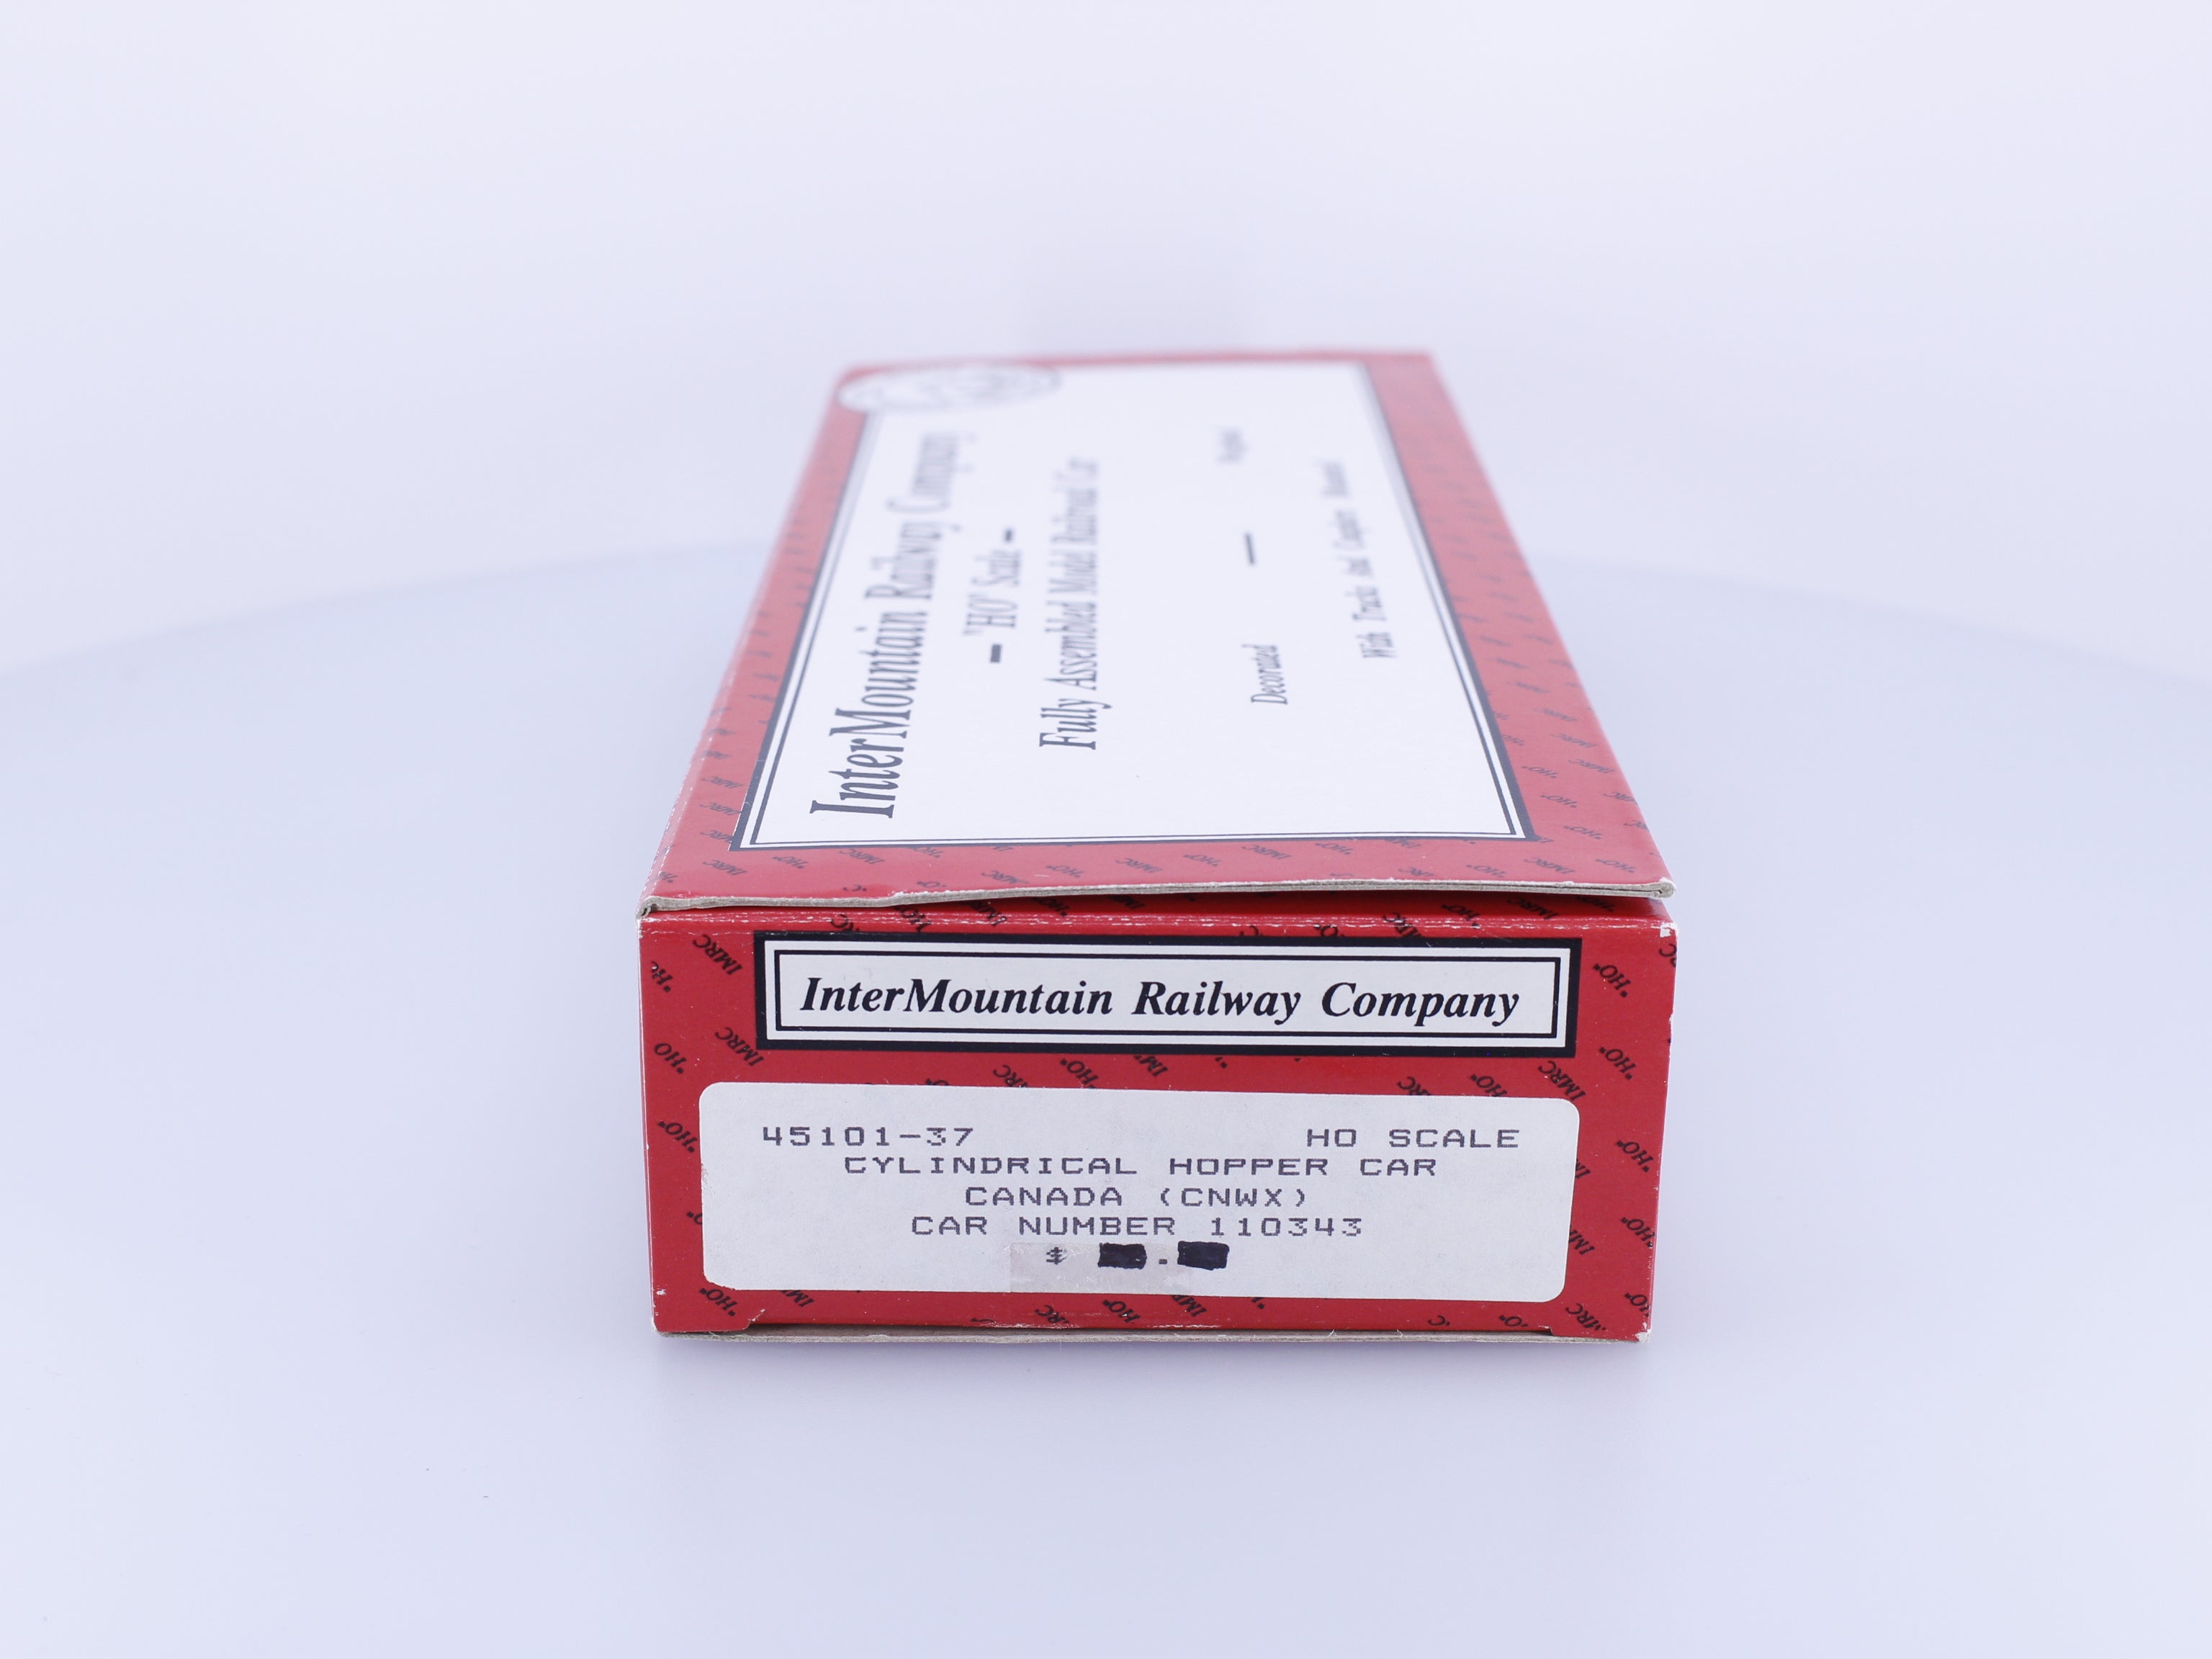 InterMountain Railway Company
- "HO" Scale -
Fully Assembled Model Railroad Car
Decorated —
With Trucks And Couplers Mounted
InterMountain Railway Company
45101-37 HO SCALE
CYLINDRICAL HOPPER CAR
CANADA (CNWX)
CAR NUMBER 110343
$ .